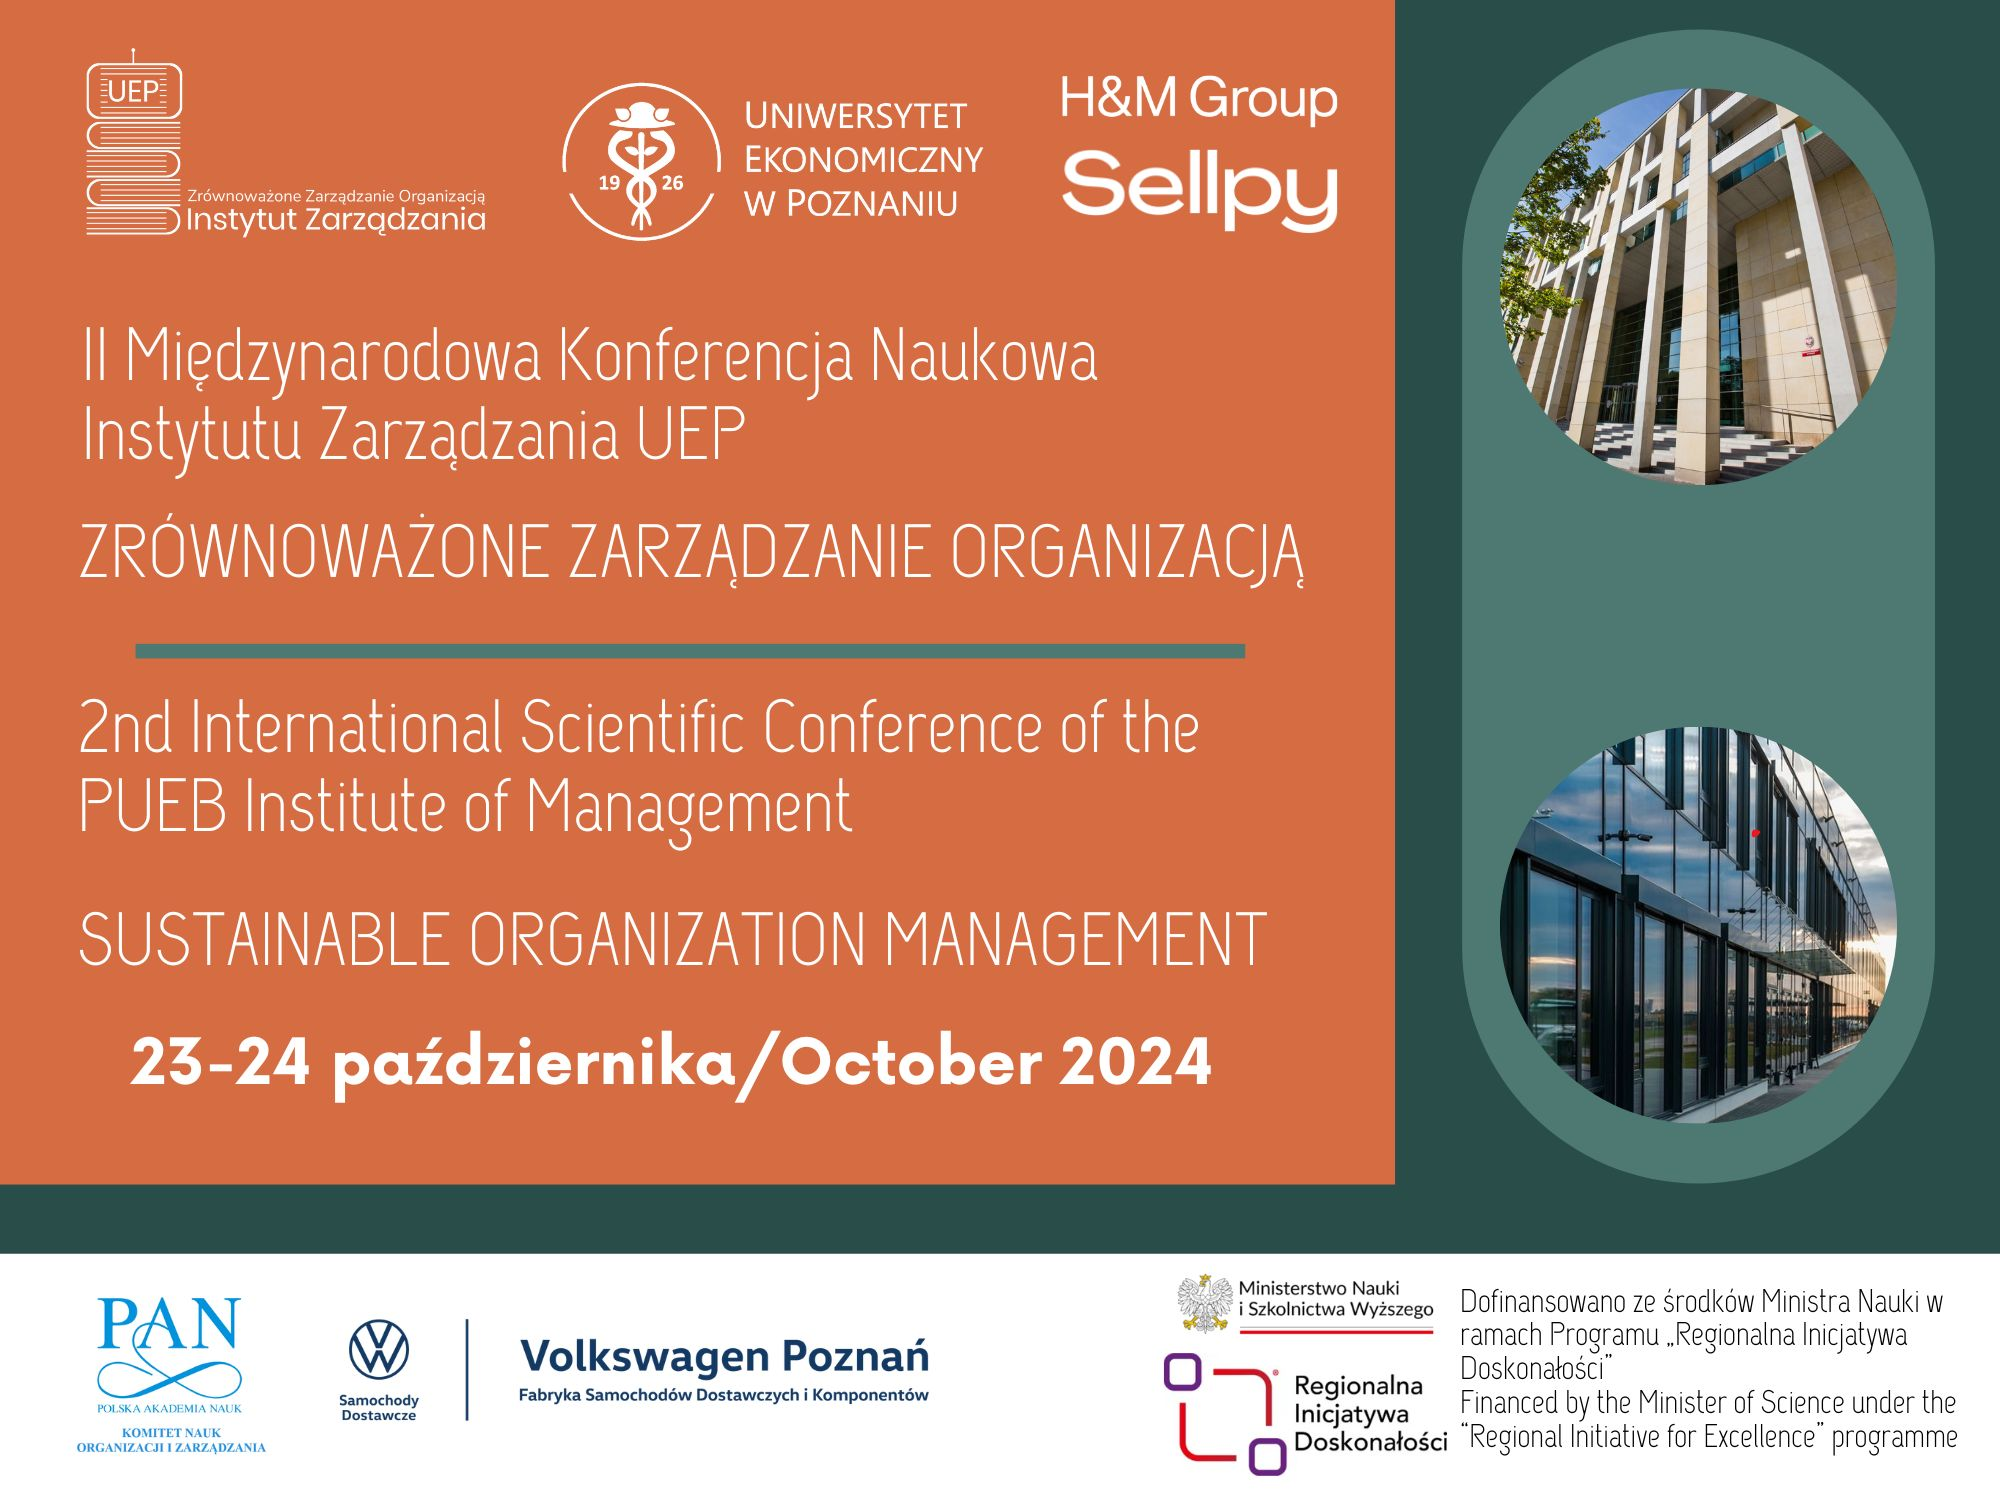 UEP
Zrównoważone Zarządzanie Organizacją
Instytut Zarządzania
19 26
UNIWERSYTET
EKONOMICZNY
W POZNANIU
H&M Group
Sellpy
II Międzynarodowa Konferencja Naukowa
Instytutu Zarządzania UEP
ZRÓWNOWAŻONE ZARZĄDZANIE ORGANIZACJĄ
2nd International Scientific Conference of the
PUEB Institute of Management
SUSTAINABLE ORGANIZATION MANAGEMENT
23-24 października/October 2024
PAN
POLSKA AKADEMIA NAUK
KOMITET NAUK
ORGANIZACJI I ZARZĄDZANIA
Samochody
Dostawcze
Volkswagen Poznań
Fabryka Samochodów Dostawczych i Komponentów
Ministerstwo Nauki
i Szkolnictwa Wyższego
Regionalna
Inicjatywa
Doskonałości
Dofinansowano ze środków Ministra Nauki w
ramach Programu „Regionalna Inicjatywa
Doskonałości”
Financed by the Minister of Science under the
“Regional Initiative for Excellence” programme